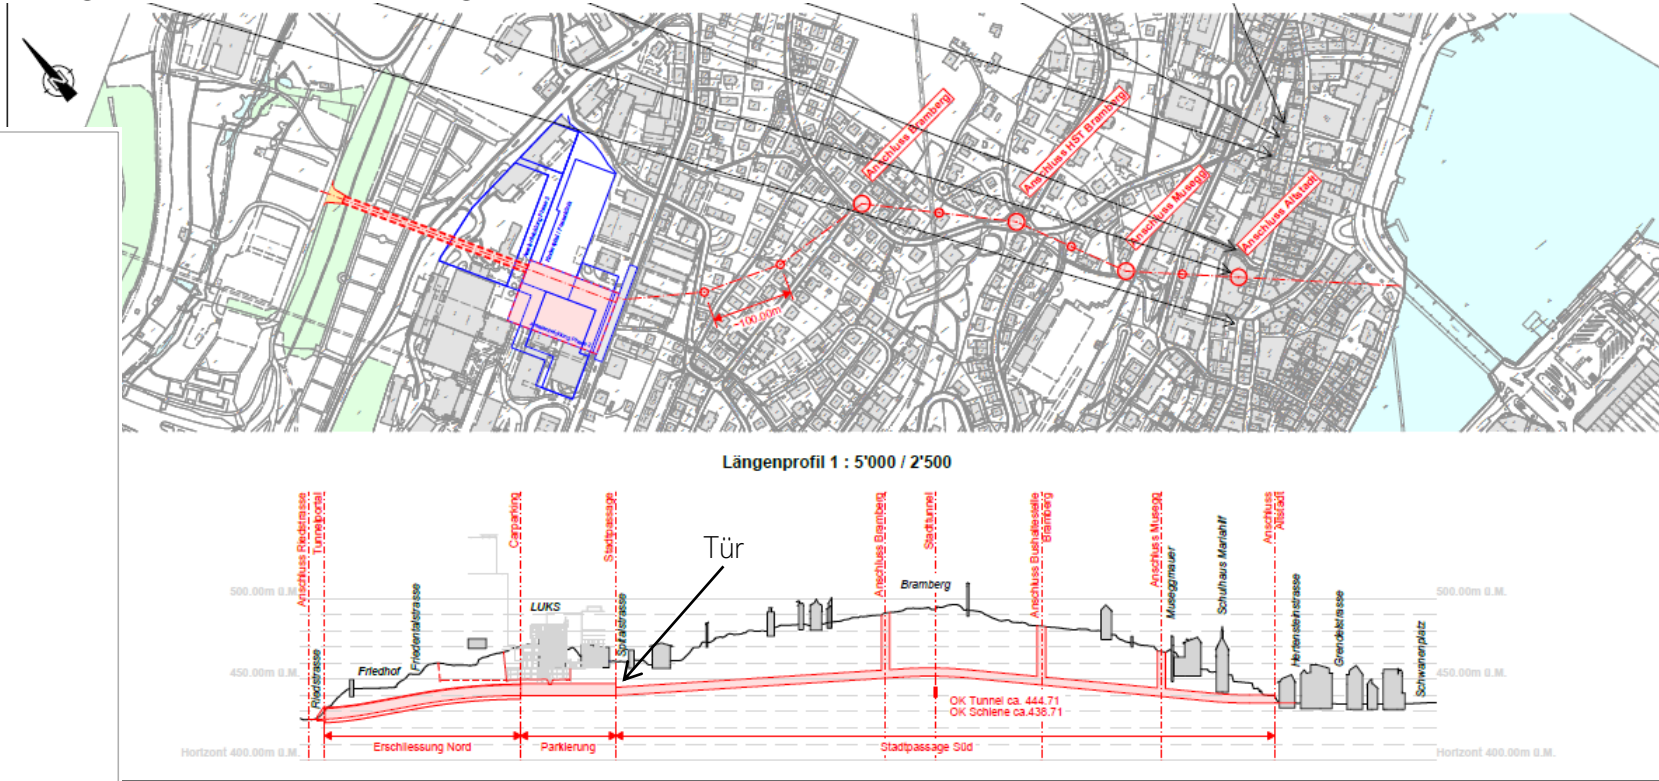 N
Anschluss Bramberg
Anschluss HST Bramberg
Anschluss Musegg
Anschluss Altstadt
~100.00m
Längenprofil 1 : 5'000 / 2'500
Anschluss Riedstrasse
Tunnelportal
Carparking
Stadtpassage
Anschluss Bramberg
Stadttunnel
Anschluss Bushaltestelle
Bramberg
Anschluss Musegg
Anschluss
Altstadt
Tür
500.00m ü.M.
500.00m ü.M.
450.00m ü.M.
450.00m ü.M.
Riedstrasse
Friedhof
Friedentalstrasse
LUKS
Spitalstrasse
Bramberg
Museggmauer
Schulhaus Mariahilf
Hertensteinstrasse
Grendelstrasse
Schwanenplatz
OK Tunnel ca. 444.71
OK Schiene ca.438.71
Horizont 400.00m ü.M.
Erschliessung Nord
Parkierung
Stadtpassage Süd
Horizont 400.00m ü.M.